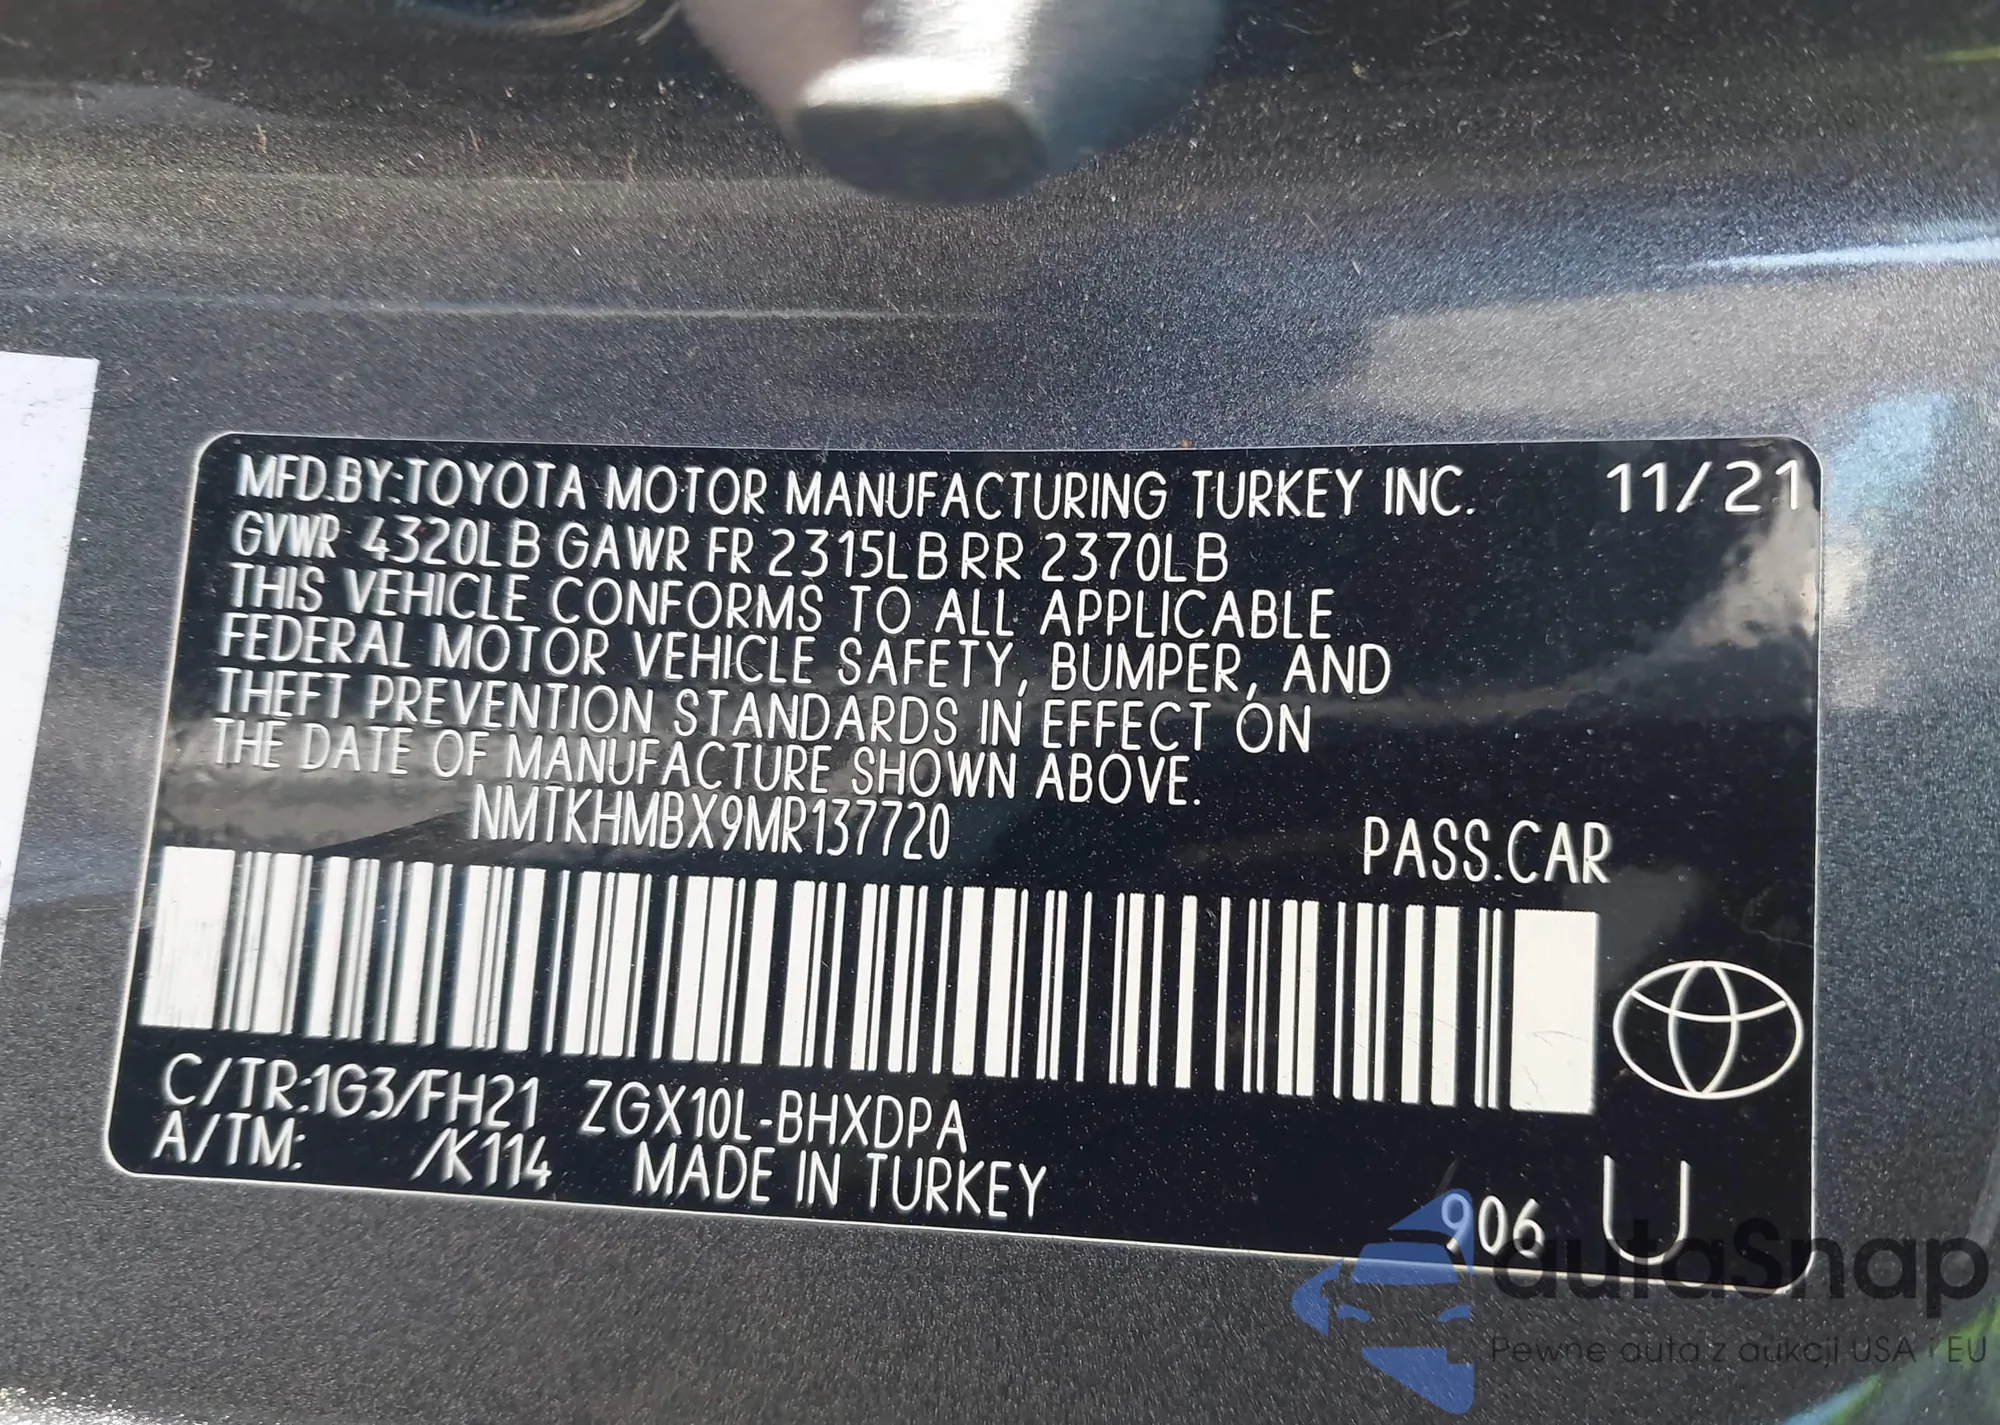 MFD.BY:TOYOTA MOTOR MANUFACTURING TURKEY INC. 11/21
GVWR 4320LB GAWR FR 2315LB RR 2370LB
THIS VEHICLE CONFORMS TO ALL APPLICABLE
FEDERAL MOTOR VEHICLE SAFETY, BUMPER, AND
THEFT PREVENTION STANDARDS IN EFFECT ON
THE DATE OF MANUFACTURE SHOWN ABOVE.
NMTKHMBX9MR137720 PASS.CAR
C/TR:1G3/FH21 ZGX10L-BHXDPA
A/TM: /K114 MADE IN TURKEY
906 U
autaSnap
Pewne auta z aukcji USA i EU